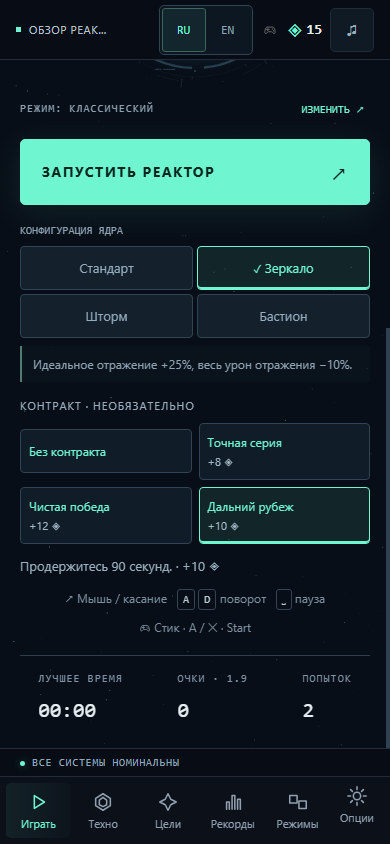 ОБЗОР РЕАК...
RU EN 15
РЕЖИМ: КЛАССИЧЕСКИЙ ИЗМЕНИТЬ ↗
ЗАПУСТИТЬ РЕАКТОР ↗
КОНФИГУРАЦИЯ ЯДРА
Стандарт ✓ Зеркало
Шторм Бастион
Идеальное отражение +25%, весь урон отражения −10%.
КОНТРАКТ · НЕОБЯЗАТЕЛЬНО
Без контракта
Точная серия
+8 ◈
Чистая победа
+12 ◈
Дальний рубеж
+10 ◈
Продержитесь 90 секунд. · +10 ◈
↗ Мышь / касание A D поворот ␣ пауза
🎮 Стик · A / X · Start
ЛУЧШЕЕ ВРЕМЯ ОЧКИ · 1.9 ПОПЫТОК
00:00 0 2
ВСЕ СИСТЕМЫ НОМИНАЛЬНЫ
Играть Техно Цели Рекорды Режимы Опции